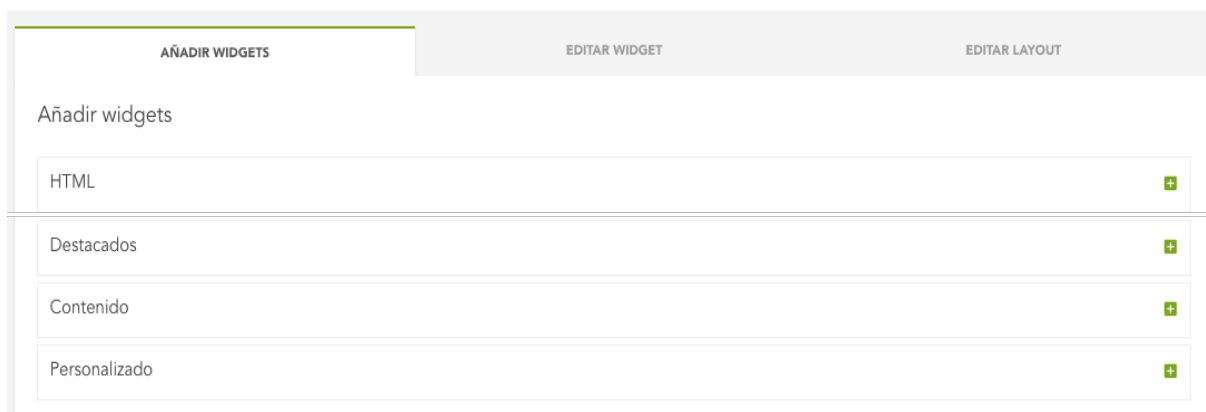 AÑADIR WIDGETS EDITAR WIDGET EDITAR LAYOUT
Añadir widgets
HTML
Destacados
Contenido
Personalizado